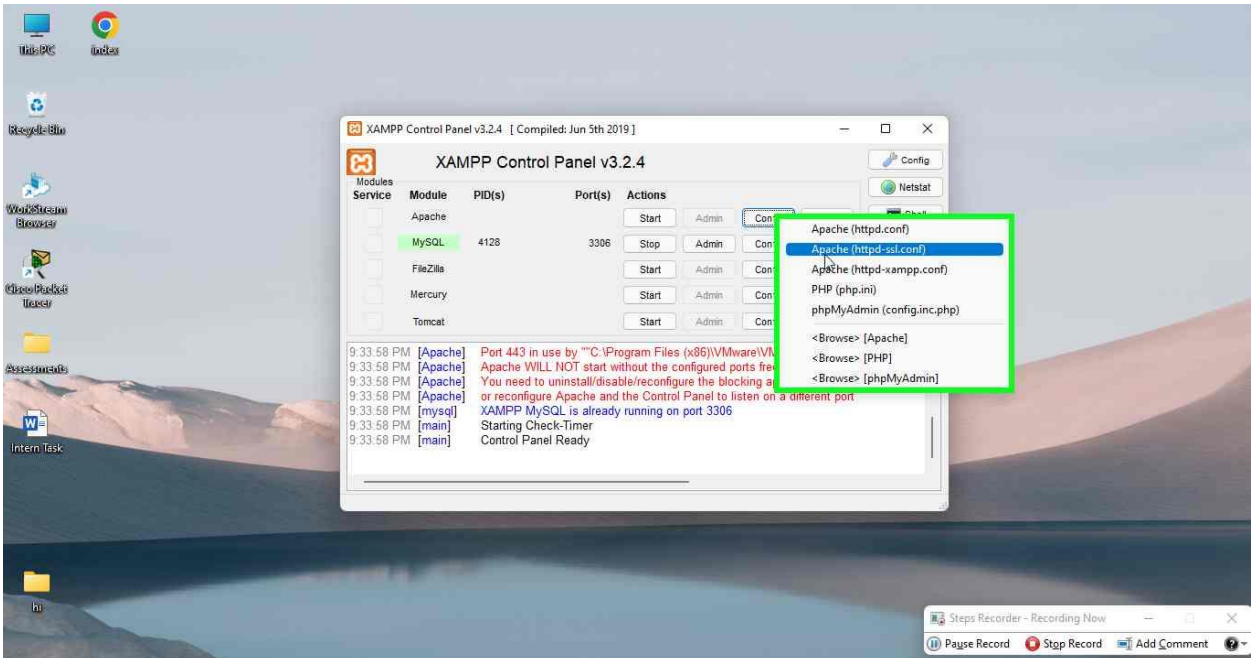 This PC
index
Recycle Bin
WorkStream
Browser
Cisco Packet
Tracer
Assessments
Intern Task
hi
XAMPP Control Panel v3.2.4 [ Compiled: Jun 5th 2019 ]
XAMPP Control Panel v3.2.4
Config
Netstat
Shell
Modules
Service Module PID(s) Port(s) Actions
Apache Start Admin
MySQL 4128 3306 Stop Admin
FileZilla Start Admin
Mercury Start Admin
Tomcat Start Admin
Apache (httpd.conf)
Apache (httpd-ssl.conf)
Apache (httpd-xampp.conf)
PHP (php.ini)
phpMyAdmin (config.inc.php)
<Browse> [Apache]
<Browse> [PHP]
<Browse> [phpMyAdmin]
9:33:58 PM [Apache] Port 443 in use by ""C:\Program Files (x86)\VMware\
9:33:58 PM [Apache] Apache WILL NOT start without the configured ports
9:33:58 PM [Apache] You need to uninstall/disable/reconfigure the blocking
9:33:58 PM [Apache] or reconfigure Apache and the Control Panel to listen on a different port
9:33:58 PM [mysql] XAMPP MySQL is already running on port 3306
9:33:58 PM [main] Starting Check-Timer
9:33:58 PM [main] Control Panel Ready
Steps Recorder - Recording Now
Pause Record Stop Record Add Comment